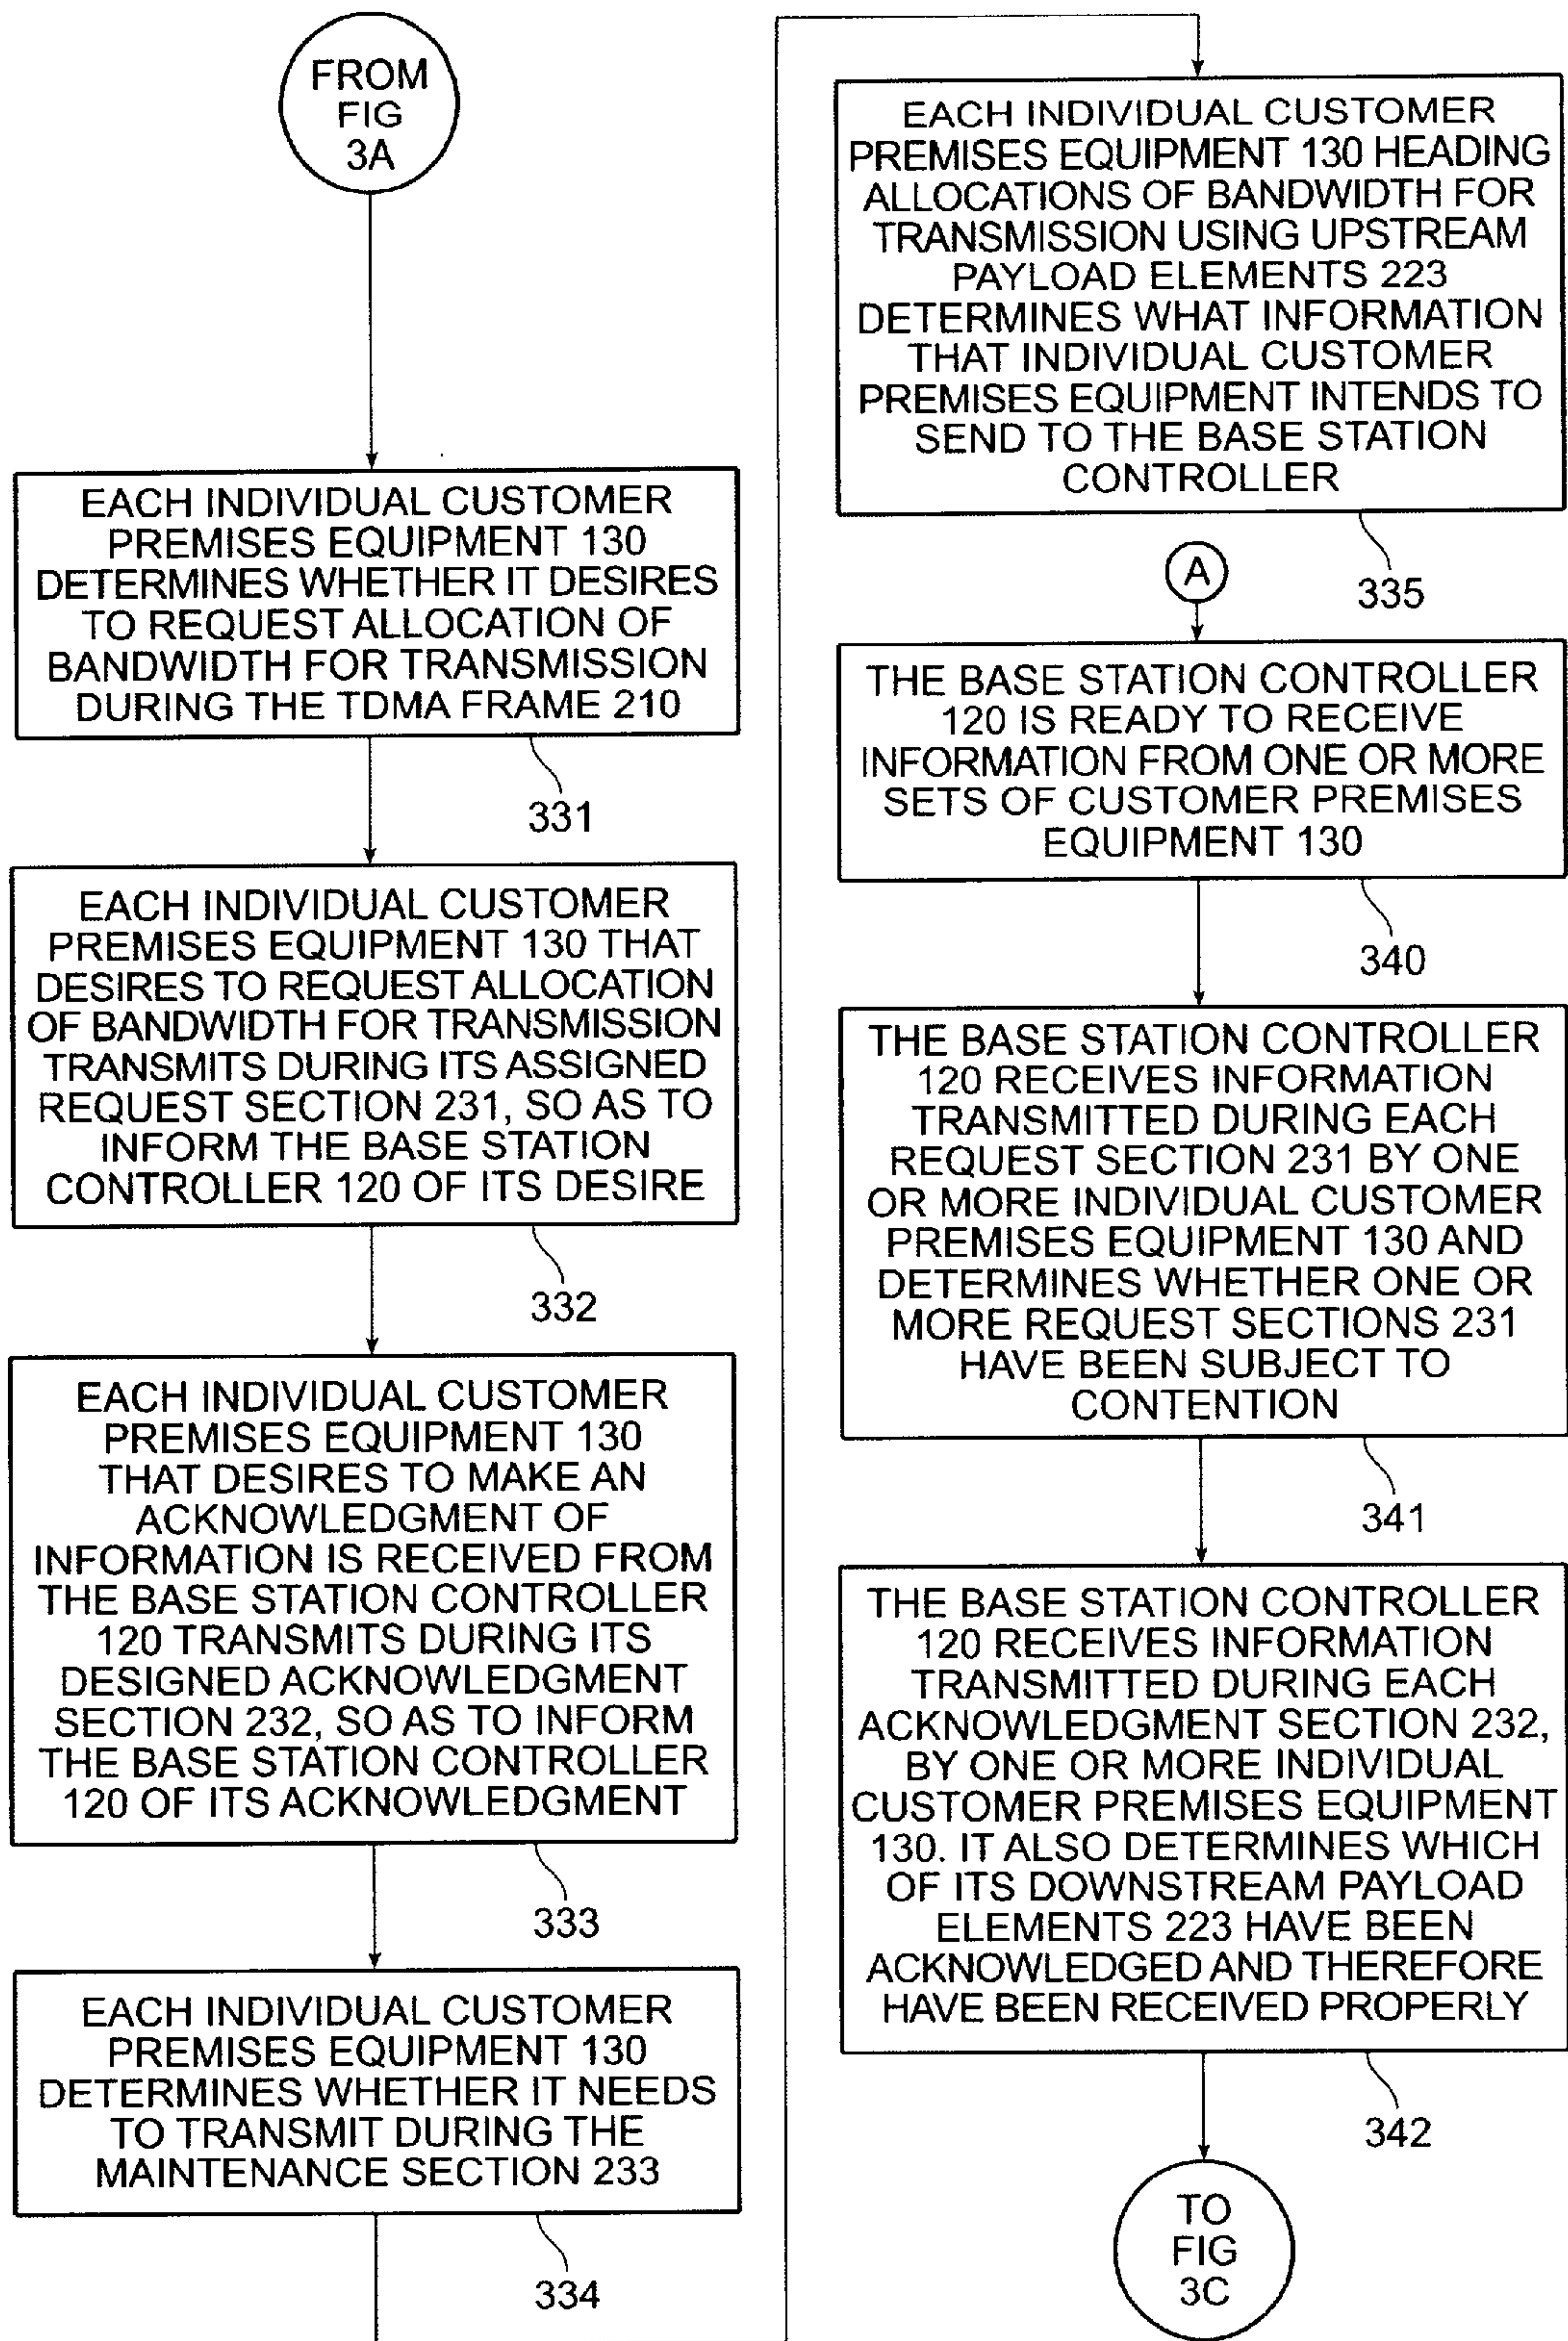 FROM
FIG
3A
EACH INDIVIDUAL CUSTOMER
PREMISES EQUIPMENT 130
DETERMINES WHETHER IT DESIRES
TO REQUEST ALLOCATION OF
BANDWIDTH FOR TRANSMISSION
DURING THE TDMA FRAME 210
331
EACH INDIVIDUAL CUSTOMER
PREMISES EQUIPMENT 130 THAT
DESIRES TO REQUEST ALLOCATION
OF BANDWIDTH FOR TRANSMISSION
TRANSMITS DURING ITS ASSIGNED
REQUEST SECTION 231, SO AS TO
INFORM THE BASE STATION
CONTROLLER 120 OF ITS DESIRE
332
EACH INDIVIDUAL CUSTOMER
PREMISES EQUIPMENT 130
THAT DESIRES TO MAKE AN
ACKNOWLEDGMENT OF
INFORMATION IS RECEIVED FROM
THE BASE STATION CONTROLLER
120 TRANSMITS DURING ITS
DESIGNED ACKNOWLEDGMENT
SECTION 232, SO AS TO INFORM
THE BASE STATION CONTROLLER
120 OF ITS ACKNOWLEDGMENT
333
EACH INDIVIDUAL CUSTOMER
PREMISES EQUIPMENT 130
DETERMINES WHETHER IT NEEDS
TO TRANSMIT DURING THE
MAINTENANCE SECTION 233
334
EACH INDIVIDUAL CUSTOMER
PREMISES EQUIPMENT 130 HEADING
ALLOCATIONS OF BANDWIDTH FOR
TRANSMISSION USING UPSTREAM
PAYLOAD ELEMENTS 223
DETERMINES WHAT INFORMATION
THAT INDIVIDUAL CUSTOMER
PREMISES EQUIPMENT INTENDS TO
SEND TO THE BASE STATION
CONTROLLER
335
A
THE BASE STATION CONTROLLER
120 IS READY TO RECEIVE
INFORMATION FROM ONE OR MORE
SETS OF CUSTOMER PREMISES
EQUIPMENT 130
340
THE BASE STATION CONTROLLER
120 RECEIVES INFORMATION
TRANSMITTED DURING EACH
REQUEST SECTION 231 BY ONE
OR MORE INDIVIDUAL CUSTOMER
PREMISES EQUIPMENT 130 AND
DETERMINES WHETHER ONE OR
MORE REQUEST SECTIONS 231
HAVE BEEN SUBJECT TO
CONTENTION
341
THE BASE STATION CONTROLLER
120 RECEIVES INFORMATION
TRANSMITTED DURING EACH
ACKNOWLEDGMENT SECTION 232,
BY ONE OR MORE INDIVIDUAL
CUSTOMER PREMISES EQUIPMENT
130. IT ALSO DETERMINES WHICH
OF ITS DOWNSTREAM PAYLOAD
ELEMENTS 223 HAVE BEEN
ACKNOWLEDGED AND THEREFORE
HAVE BEEN RECEIVED PROPERLY
342
TO
FIG
3C